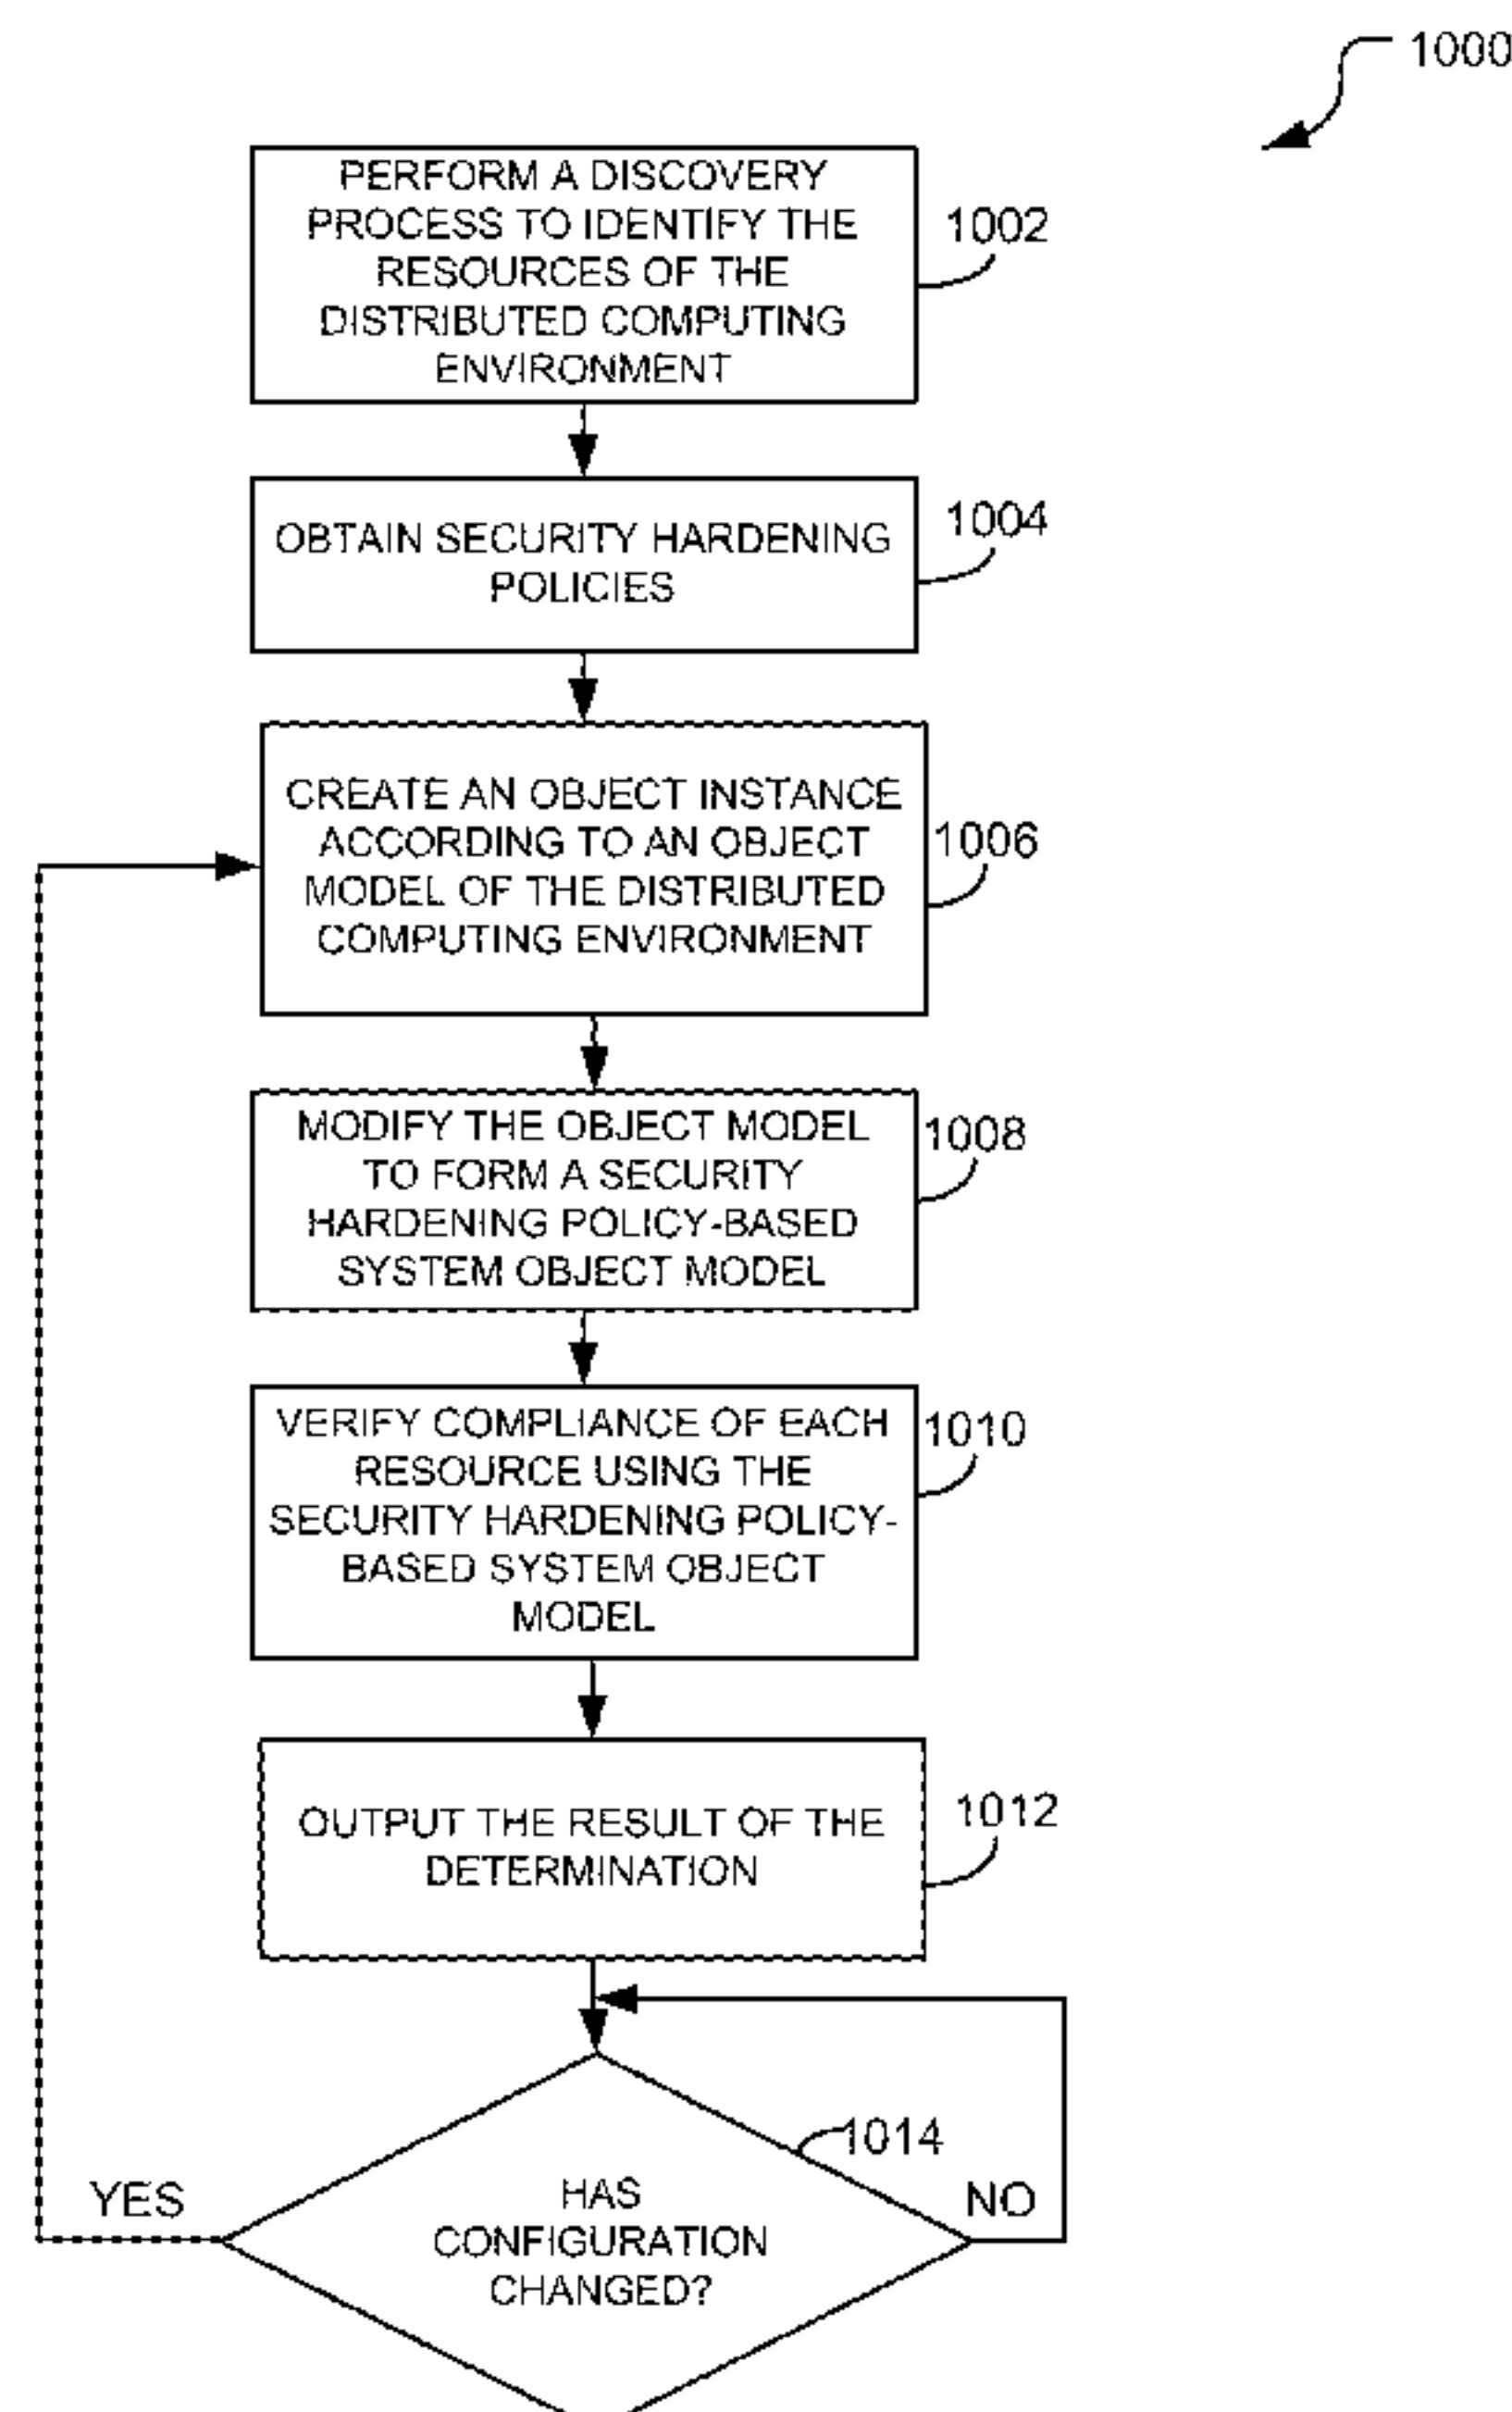 1000
PERFORM A DISCOVERY
PROCESS TO IDENTIFY THE
RESOURCES OF THE
DISTRIBUTED COMPUTING
ENVIRONMENT
1002
OBTAIN SECURITY HARDENING
POLICIES
1004
CREATE AN OBJECT INSTANCE
ACCORDING TO AN OBJECT
MODEL OF THE DISTRIBUTED
COMPUTING ENVIRONMENT
1006
MODIFY THE OBJECT MODEL
TO FORM A SECURITY
HARDENING POLICY-BASED
SYSTEM OBJECT MODEL
1008
VERIFY COMPLIANCE OF EACH
RESOURCE USING THE
SECURITY HARDENING POLICY-
BASED SYSTEM OBJECT
MODEL
1010
OUTPUT THE RESULT OF THE
DETERMINATION
1012
1014
YES
HAS
CONFIGURATION
CHANGED?
NO